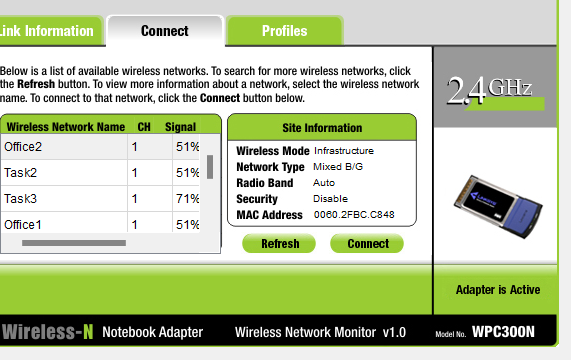 Link Information Connect Profiles
Below is a list of available wireless networks. To search for more wireless networks, click
the Refresh button. To view more information about a network, select the wireless network
name. To connect to that network, click the Connect button below.
2.4GHz
Wireless Network Name CH Signal
Office2 1 51%
Task2 1 51%
Task3 1 71%
Office1 1 51%
Site Information
Wireless Mode Infrastructure
Network Type Mixed B/G
Radio Band Auto
Security Disable
MAC Address 0060.2FBC.C848
Refresh Connect
Adapter is Active
Wireless-N Notebook Adapter Wireless Network Monitor v1.0 Model No. WPC300N